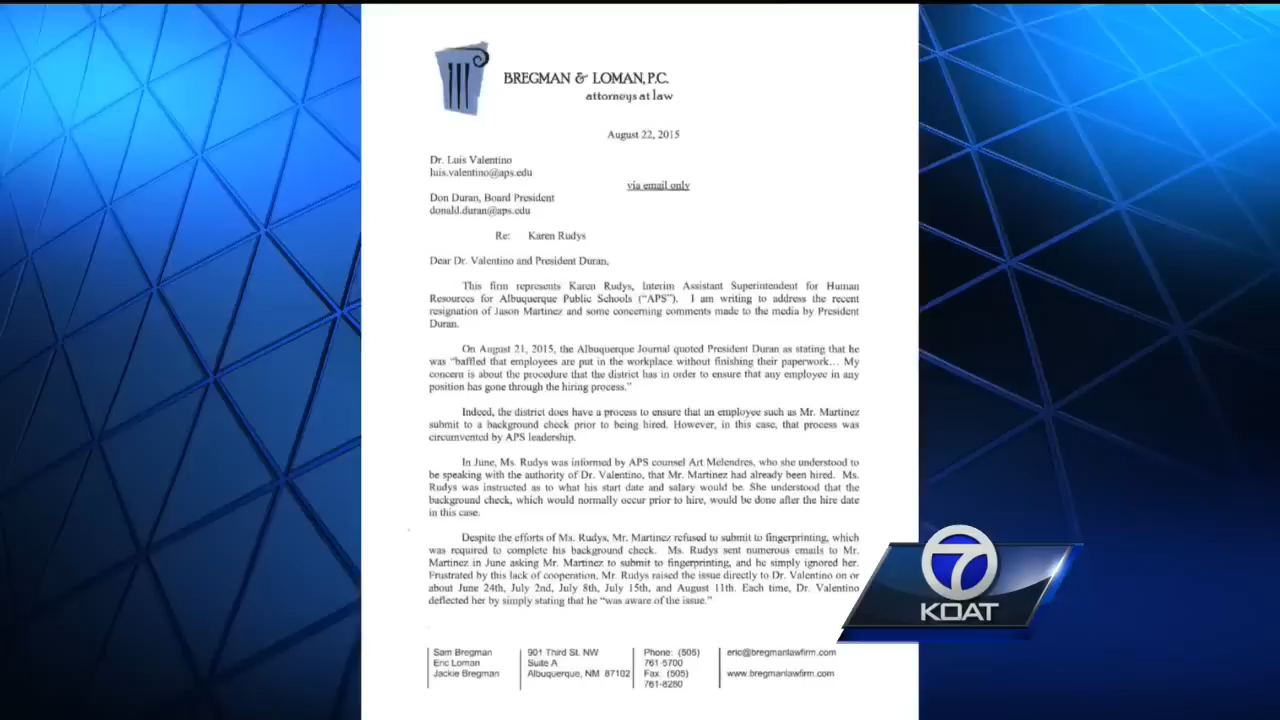 BREGMAN & LOMAN, P.C.
attorneys at law
August 22, 2015
Dr. Luis Valentino
luis.valentino@aps.edu
via email only
Don Duran, Board President
donald.duran@aps.edu
Re: Karen Rudys
Dear Dr. Valentino and President Duran,
This firm represents Karen Rudys, Interim Assistant Superintendent for Human
Resources for Albuquerque Public Schools ("APS"). I am writing to address the recent
resignation of Jason Martinez and some concerning comments made to the media by President
Duran.
On August 21, 2015, the Albuquerque Journal quoted President Duran as stating that he
was "baffled that employees are put in the workplace without finishing their paperwork... My
concern is about the procedure that the district has in order to ensure that any employee in any
position has gone through the hiring process."
Indeed, the district does have a process to ensure that an employee such as Mr. Martinez
submit to a background check prior to being hired. However, in this case, that process was
circumvented by APS leadership.
In June, Ms. Rudys was informed by APS counsel Art Melendres, who she understood to
be speaking with the authority of Dr. Valentino, that Mr. Martinez had already been hired. Ms.
Rudys was instructed as to what his start date and salary would be. She understood that the
background check, which would normally occur prior to hire, would be done after the hire date
in this case.
Despite the efforts of Ms. Rudys, Mr. Martinez refused to submit to fingerprinting, which
was required to complete his background check. Ms. Rudys sent numerous emails to Mr.
Martinez in June asking Mr. Martinez to submit to fingerprinting, and he simply ignored her.
Frustrated by this lack of cooperation, Mr. Rudys raised the issue directly to Dr. Valentino on or
about June 24th, July 2nd, July 8th, July 15th, and August 11th. Each time, Dr. Valentino
deflected her by simply stating that he "was aware of the issue."
7
KOAT
Sam Bregman
Eric Loman
Jackie Bregman
901 Third St. NW
Suite A
Albuquerque, NM 87102
Phone: (505)
761-5700
Fax: (505)
761-8280
eric@bregmanlawfirm.com
www.bregmanlawfirm.com